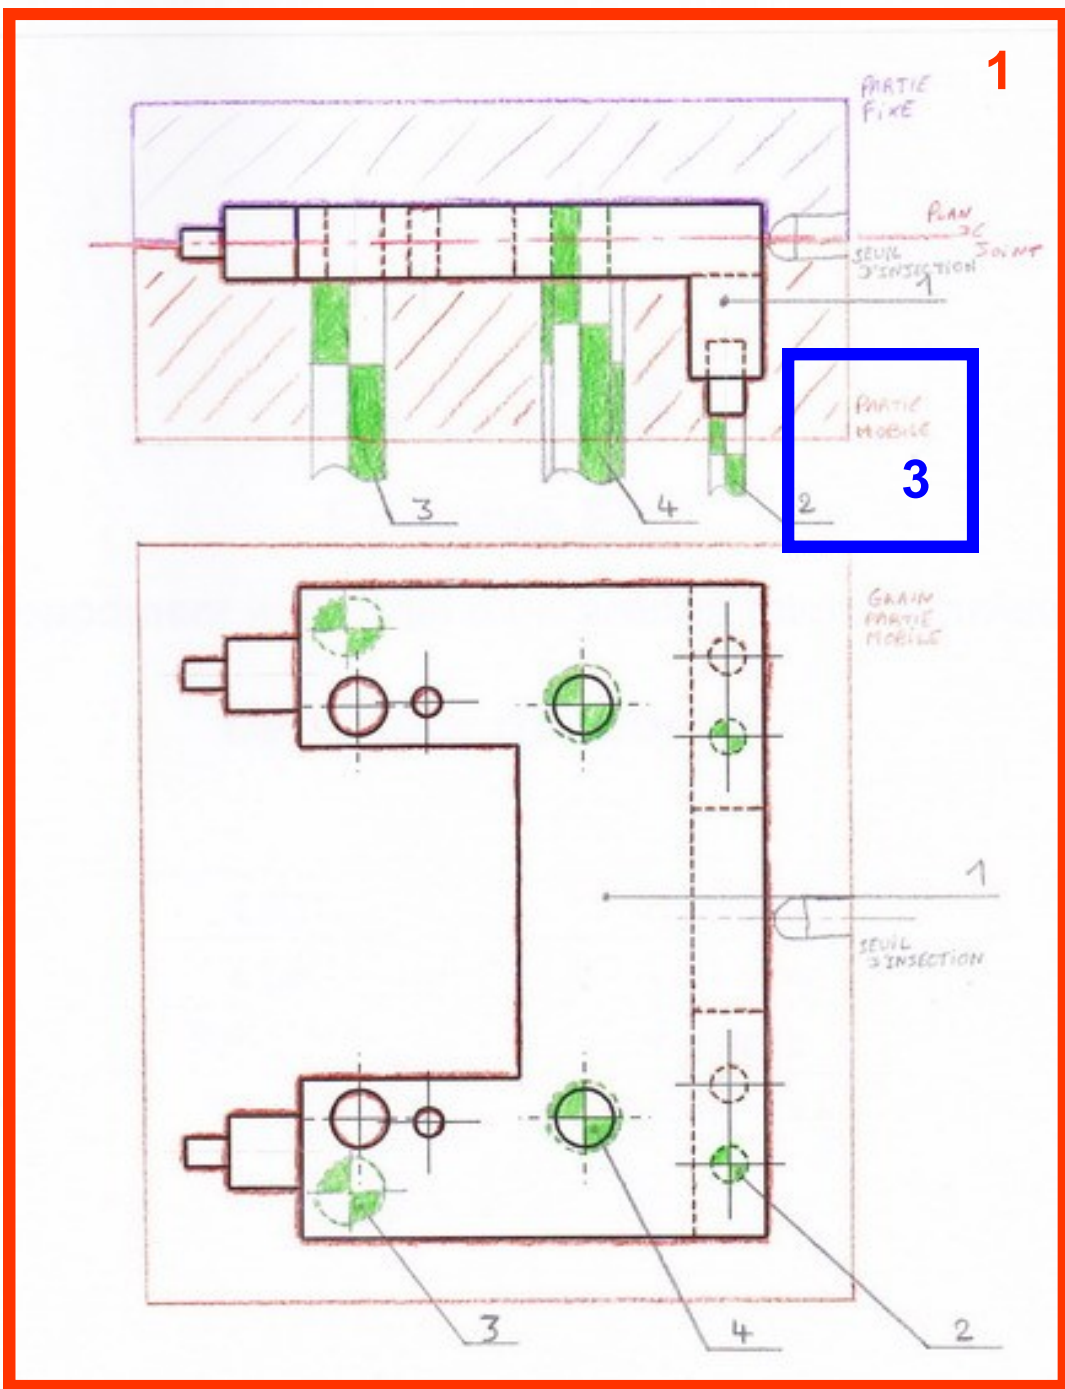 1
PARTIE
FIXE
PLAN
DE
JOINT
SEUIL
D'INJECTION
1
PARTIE
MOBILE
3
3
4
2
GRAIN
PARTIE
MOBILE
1
SEUIL
D'INJECTION
3
4
2